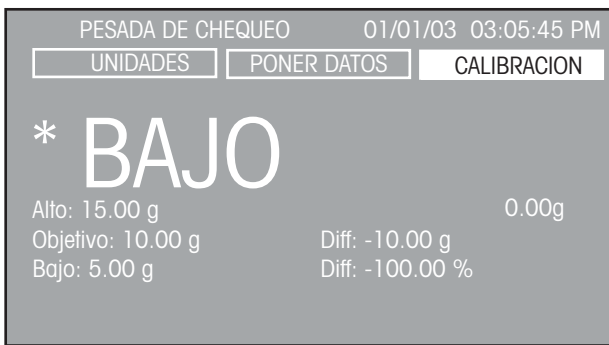 PESADA DE CHEQUEO 01/01/03 3:05:45 PM
UNIDADES PONER DATOS CALIBRACION
* BAJO
Alto: 15.00 g 0.00g
Objetivo: 10.00 g Diff: -10.00 g
Bajo: 5.00 g Diff: -100.00 %